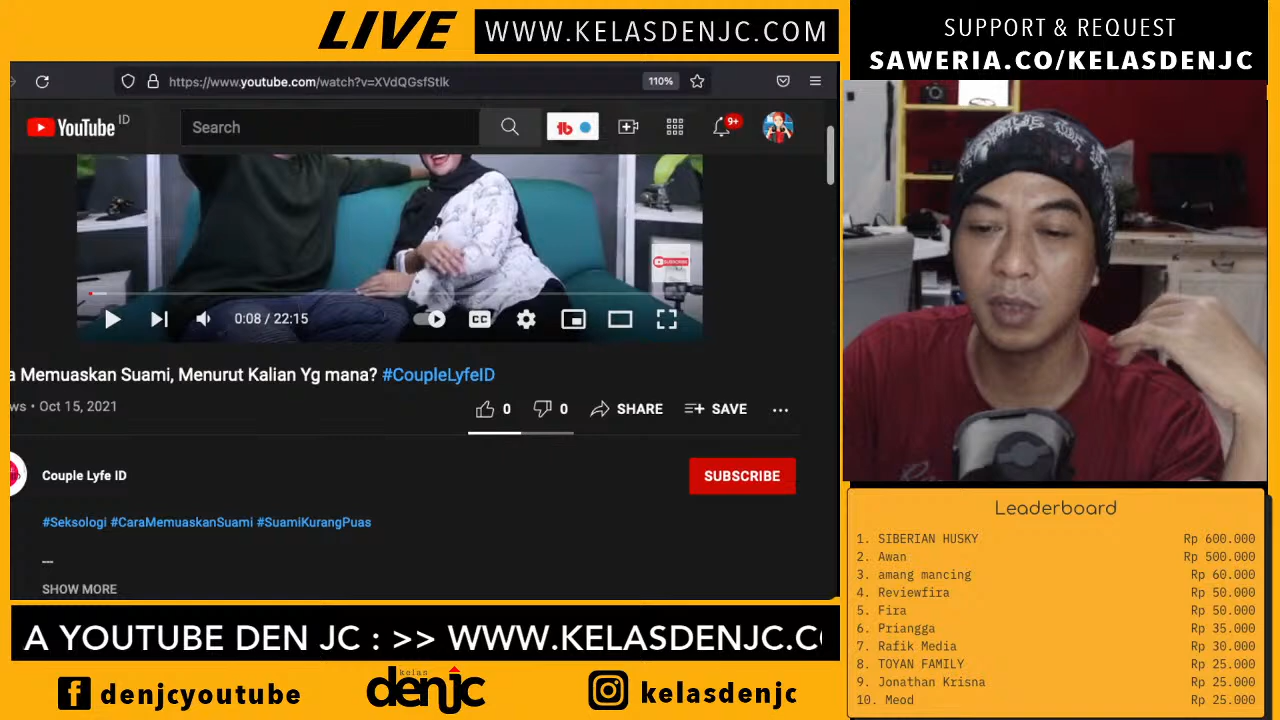 LIVE
WWW.KELASDENJC.COM
SUPPORT & REQUEST
SAWERIA.CO/KELASDENJC
https://www.youtube.com/watch?v=XVdQGsfStlk
110%
YouTube ID
Search
9+
SUBSCRIBE
0:08 / 22:15
CC
a Memuaskan Suami, Menurut Kalian Yg mana? #CoupleLyfeID
ws • Oct 15, 2021
0
0
SHARE
SAVE
Couple Lyfe ID
SUBSCRIBE
#Seksologi #CaraMemuaskanSuami #SuamiKurangPuas
---
SHOW MORE
Leaderboard
1. SIBERIAN HUSKY Rp 600.000
2. Awan Rp 500.000
3. amang mancing Rp 60.000
4. Reviewfira Rp 50.000
5. Fira Rp 50.000
6. Priangga Rp 35.000
7. Rafik Media Rp 30.000
8. TOYAN FAMILY Rp 25.000
9. Jonathan Krisna Rp 25.000
10. Meod Rp 25.000
A YOUTUBE DEN JC : >> WWW.KELASDENJC.CO
denjcyoutube
kelas
denjc
kelasdenjc